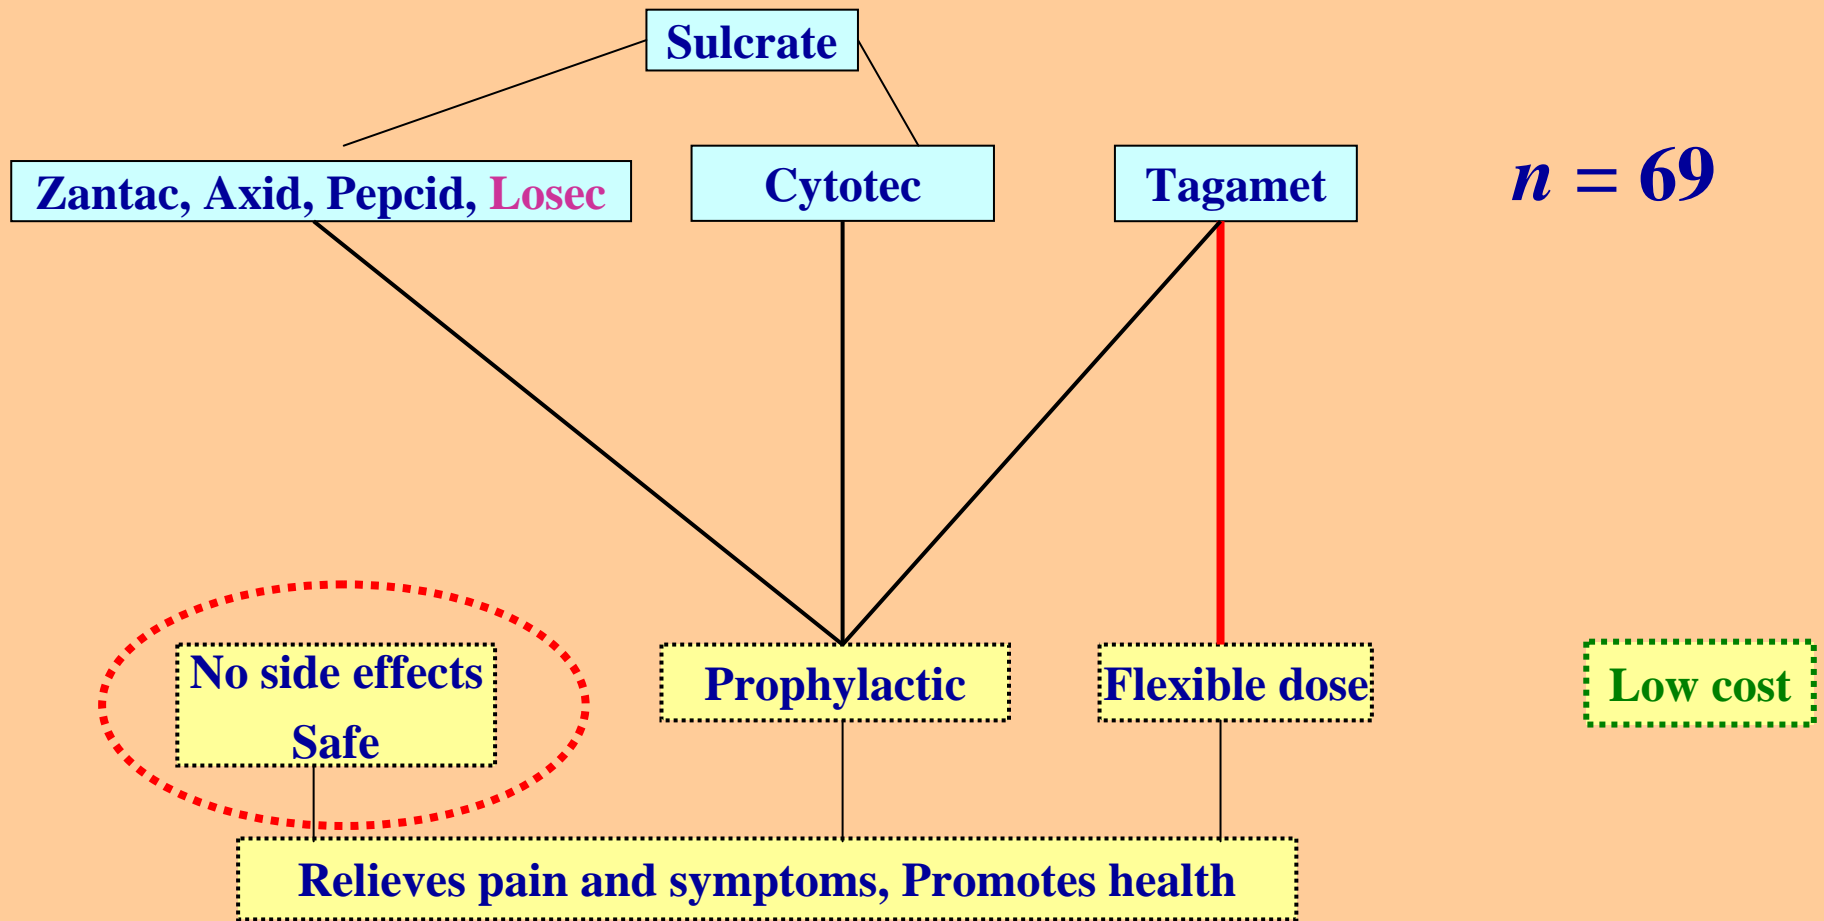 Sulcrate
Zantac, Axid, Pepcid, Losec
Cytotec
Tagamet
n = 69
No side effects
Safe
Prophylactic
Flexible dose
Low cost
Relieves pain and symptoms, Promotes health